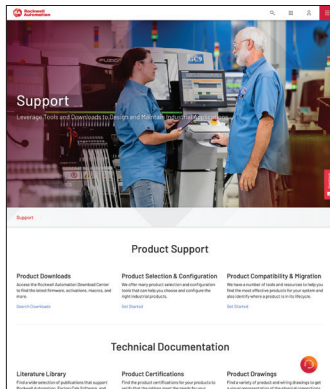 Rockwell
Automation
FUSION
Support
Leverage Tools and Downloads to Design and Maintain Industrial Applications
Support
Product Support
Product Downloads
Access the Rockwell Automation Download Center
to find the latest firmware, activations, macros, and
more.
Search Downloads
Product Selection & Configuration
We offer many product selection and configuration
tools that can help you choose and configure the
right industrial products.
Get Started
Product Compatibility & Migration
We have a number of tools and resources to help you
find the most effective products for your system and
also identify where a product is in its lifecycle.
Get Started
Technical Documentation
Literature Library
Find a wide selection of publications that support
Product Certifications
Find the product certifications for your products to
Product Drawings
Find a variety of product and wiring drawings to get